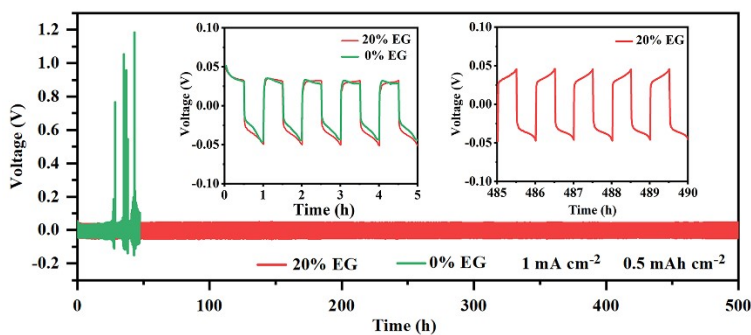 1.2
1.0
0.8
0.6
0.4
0.2
0.0
-0.2
Voltage (V)
0 100 200 300 400 500
Time (h)
20% EG 0% EG 1 mA cm⁻² 0.5 mAh cm⁻²
0.10
0.05
0.00
-0.05
-0.10
Voltage (V)
20% EG
0% EG
0 1 2 3 4 5
Time (h)
0.10
0.05
0.00
-0.05
-0.10
Voltage (V)
20% EG
485 486 487 488 489 490
Time (h)